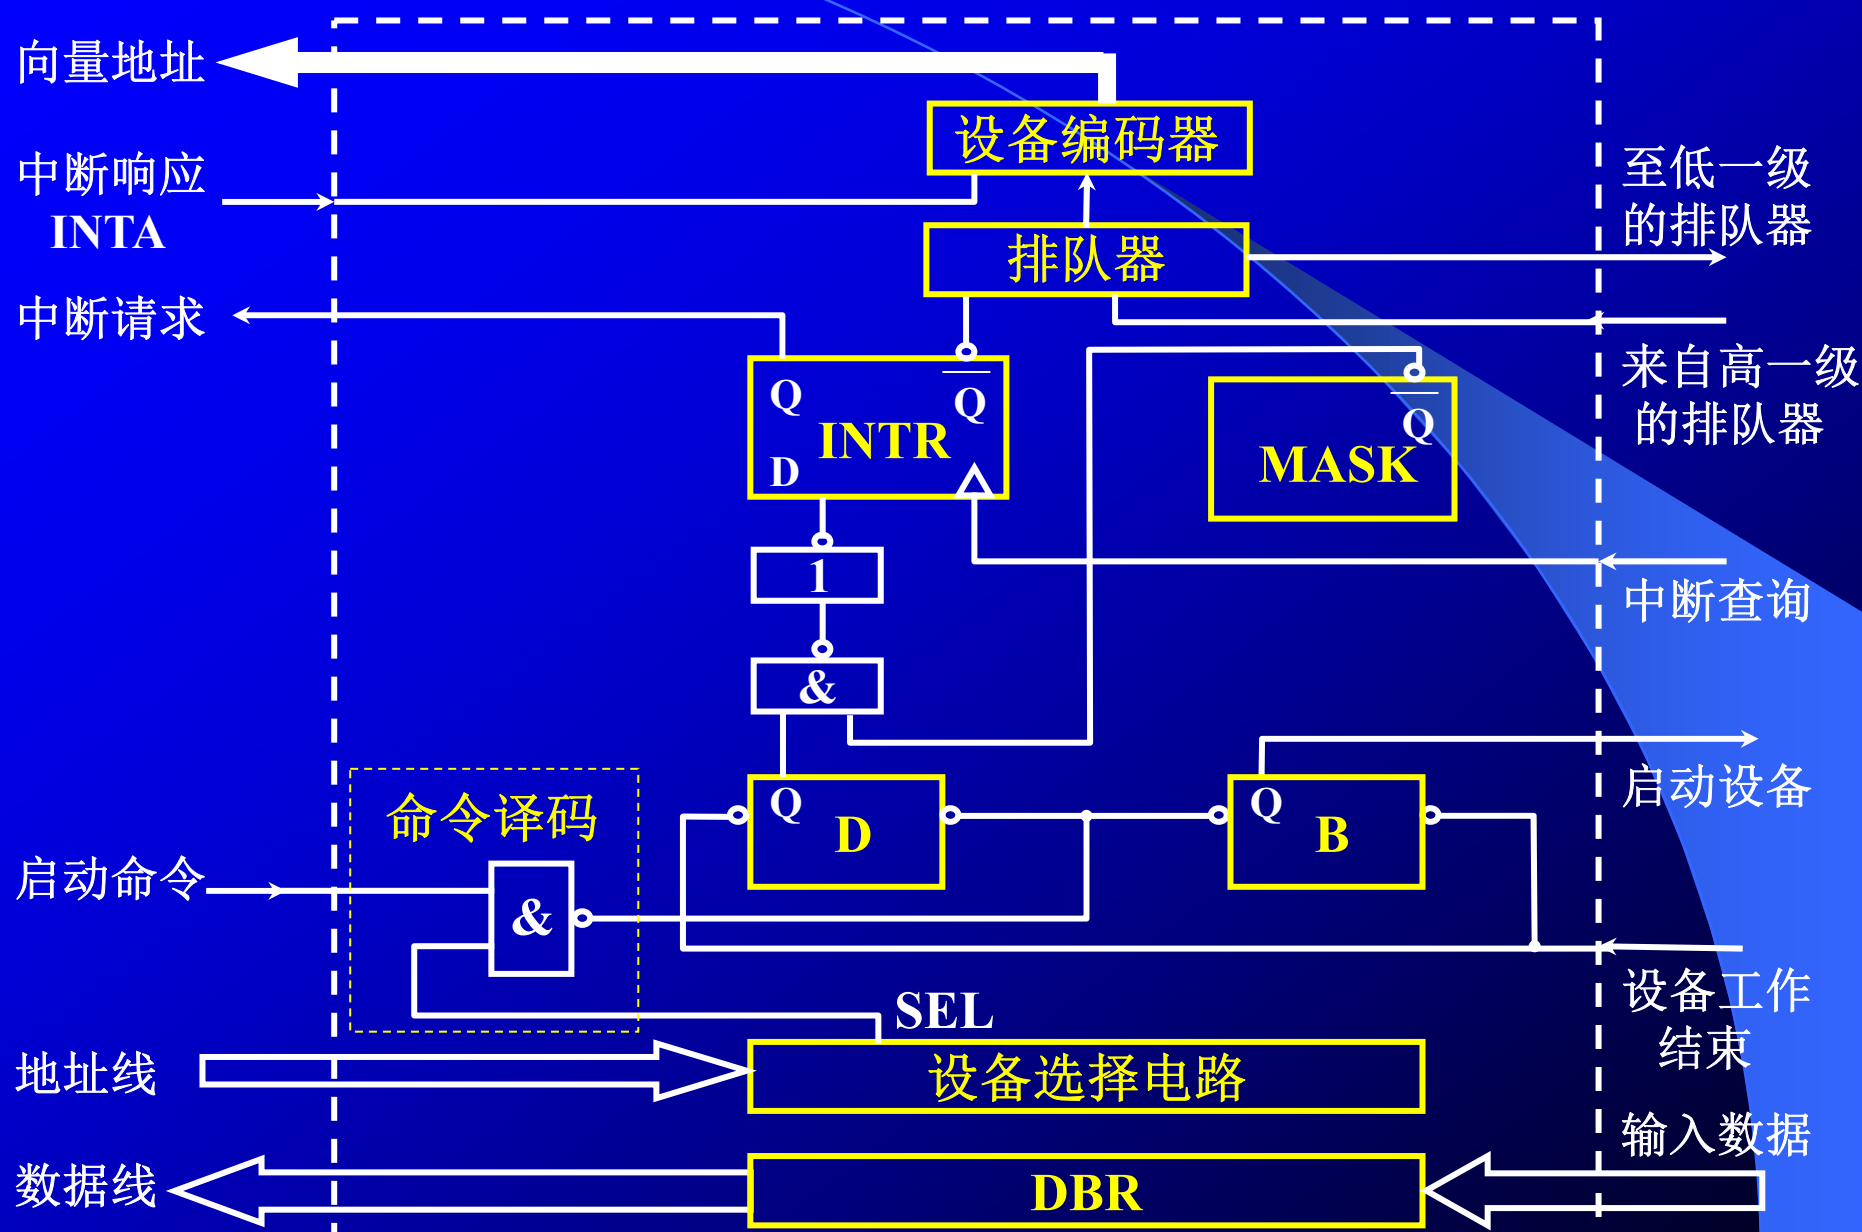 向量地址
设备编码器
中断响应
INTA
至低一级
的排队器
排队器
中断请求
来自高一级
的排队器
Q
Q
INTR
D
Q
MASK
1
中断查询
&
启动设备
命令译码
Q
D
Q
B
启动命令
&
设备工作
结束
SEL
地址线
设备选择电路
输入数据
数据线
DBR